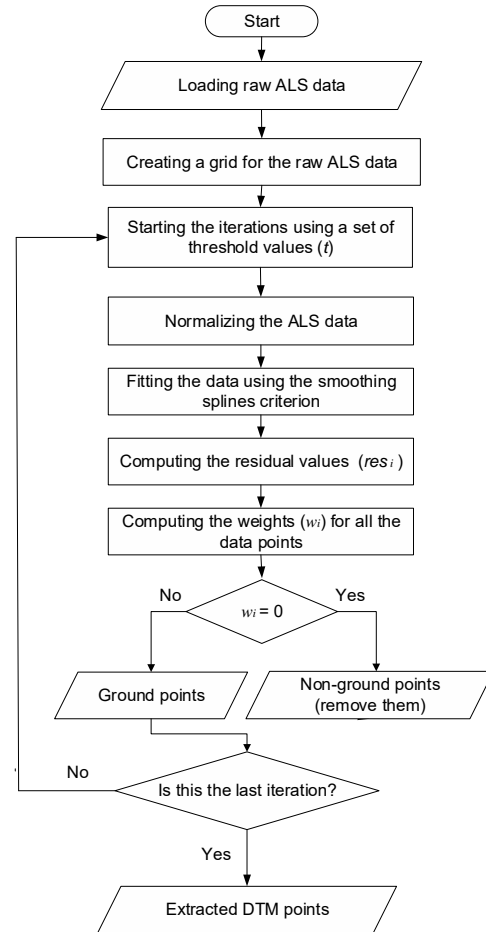 Start
Loading raw ALS data
Creating a grid for the raw ALS data
Starting the iterations using a set of
threshold values (t)
Normalizing the ALS data
Fitting the data using the smoothing
splines criterion
Computing the residual values (res i )
Computing the weights (wi) for all the
data points
No
Yes
wi = 0
Ground points
Non-ground points
(remove them)
No
Is this the last iteration?
Yes
Extracted DTM points